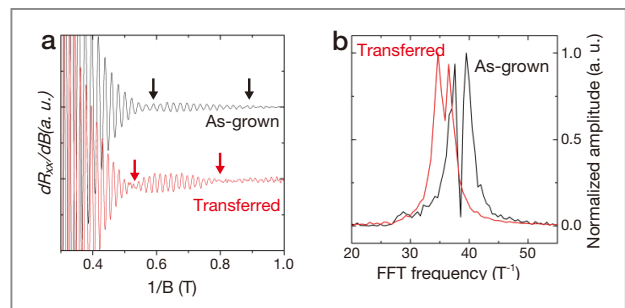 a
dRxx/dB(a. u.)
As-grown
Transferred
0.4 0.6 0.8 1.0
1/B (T)
b
Transferred
As-grown
1.0
0.5
0.0
Normalized amplitude (a. u.)
20 30 40 50
FFT frequency (T⁻¹)